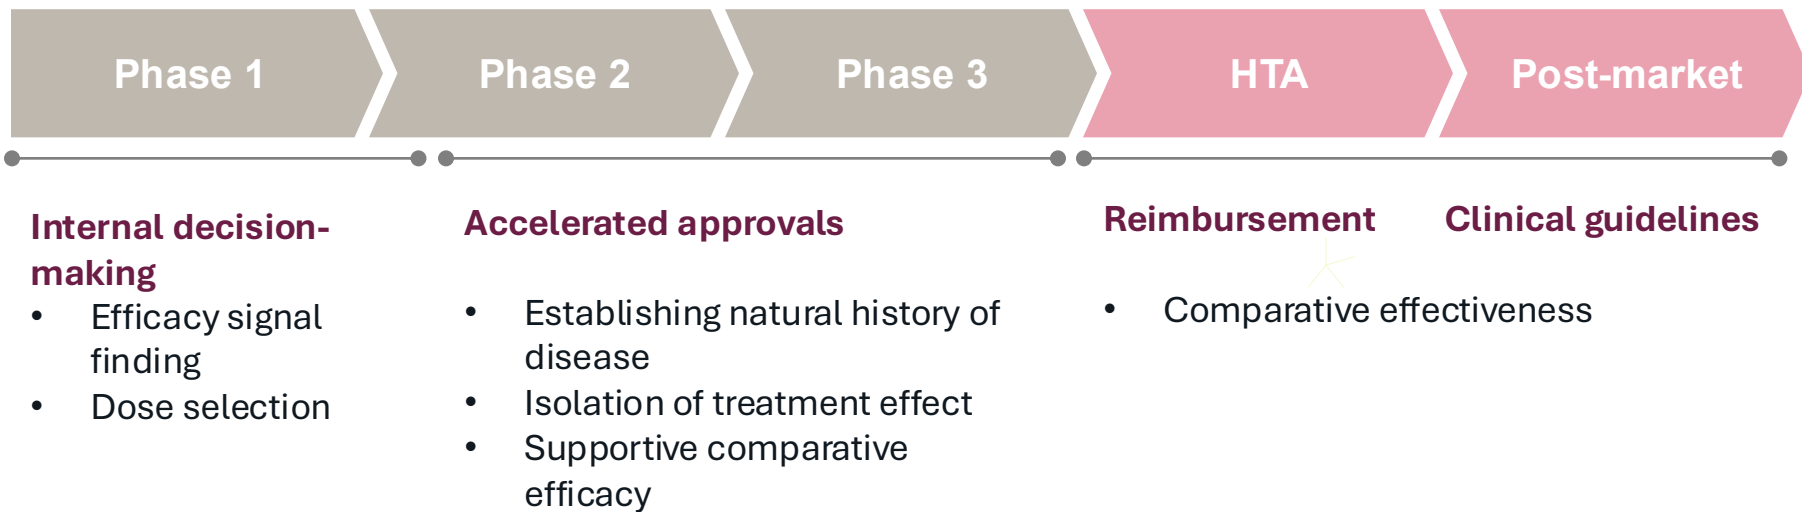 Phase 1
Phase 2
Phase 3
HTA
Post-market
Internal decision-
making
• Efficacy signal
finding
• Dose selection
Accelerated approvals
• Establishing natural history of
disease
• Isolation of treatment effect
• Supportive comparative
efficacy
Reimbursement
Clinical guidelines
• Comparative effectiveness